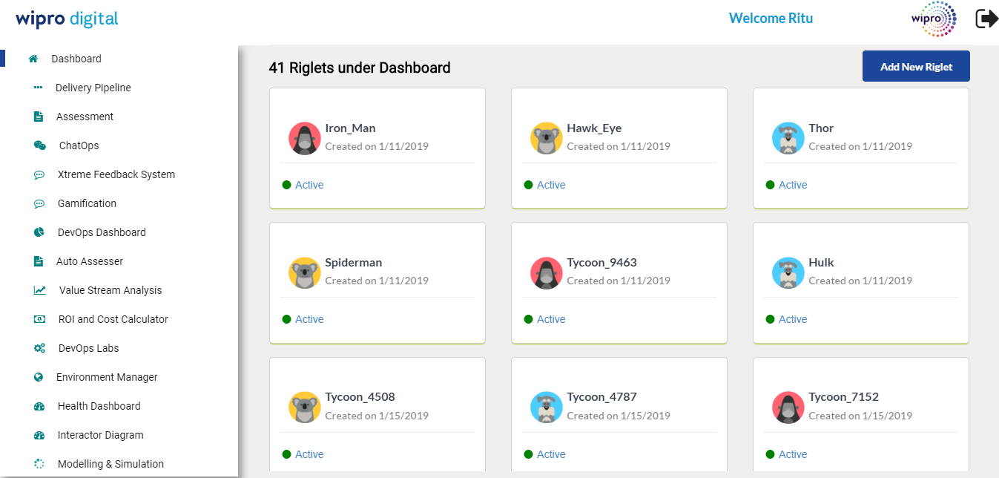 wipro digital
Welcome Ritu
wipro
Dashboard
Delivery Pipeline
Assessment
ChatOps
Xtreme Feedback System
Gamification
DevOps Dashboard
Auto Assesser
Value Stream Analysis
ROI and Cost Calculator
DevOps Labs
Environment Manager
Health Dashboard
Interactor Diagram
Modelling & Simulation
41 Riglets under Dashboard
Add New Riglet
Iron_Man
Created on 1/11/2019
Active
Hawk_Eye
Created on 1/11/2019
Active
Thor
Created on 1/11/2019
Active
Spiderman
Created on 1/11/2019
Active
Tycoon_9463
Created on 1/11/2019
Active
Hulk
Created on 1/11/2019
Active
Tycoon_4508
Created on 1/15/2019
Active
Tycoon_4787
Created on 1/15/2019
Active
Tycoon_7152
Created on 1/15/2019
Active